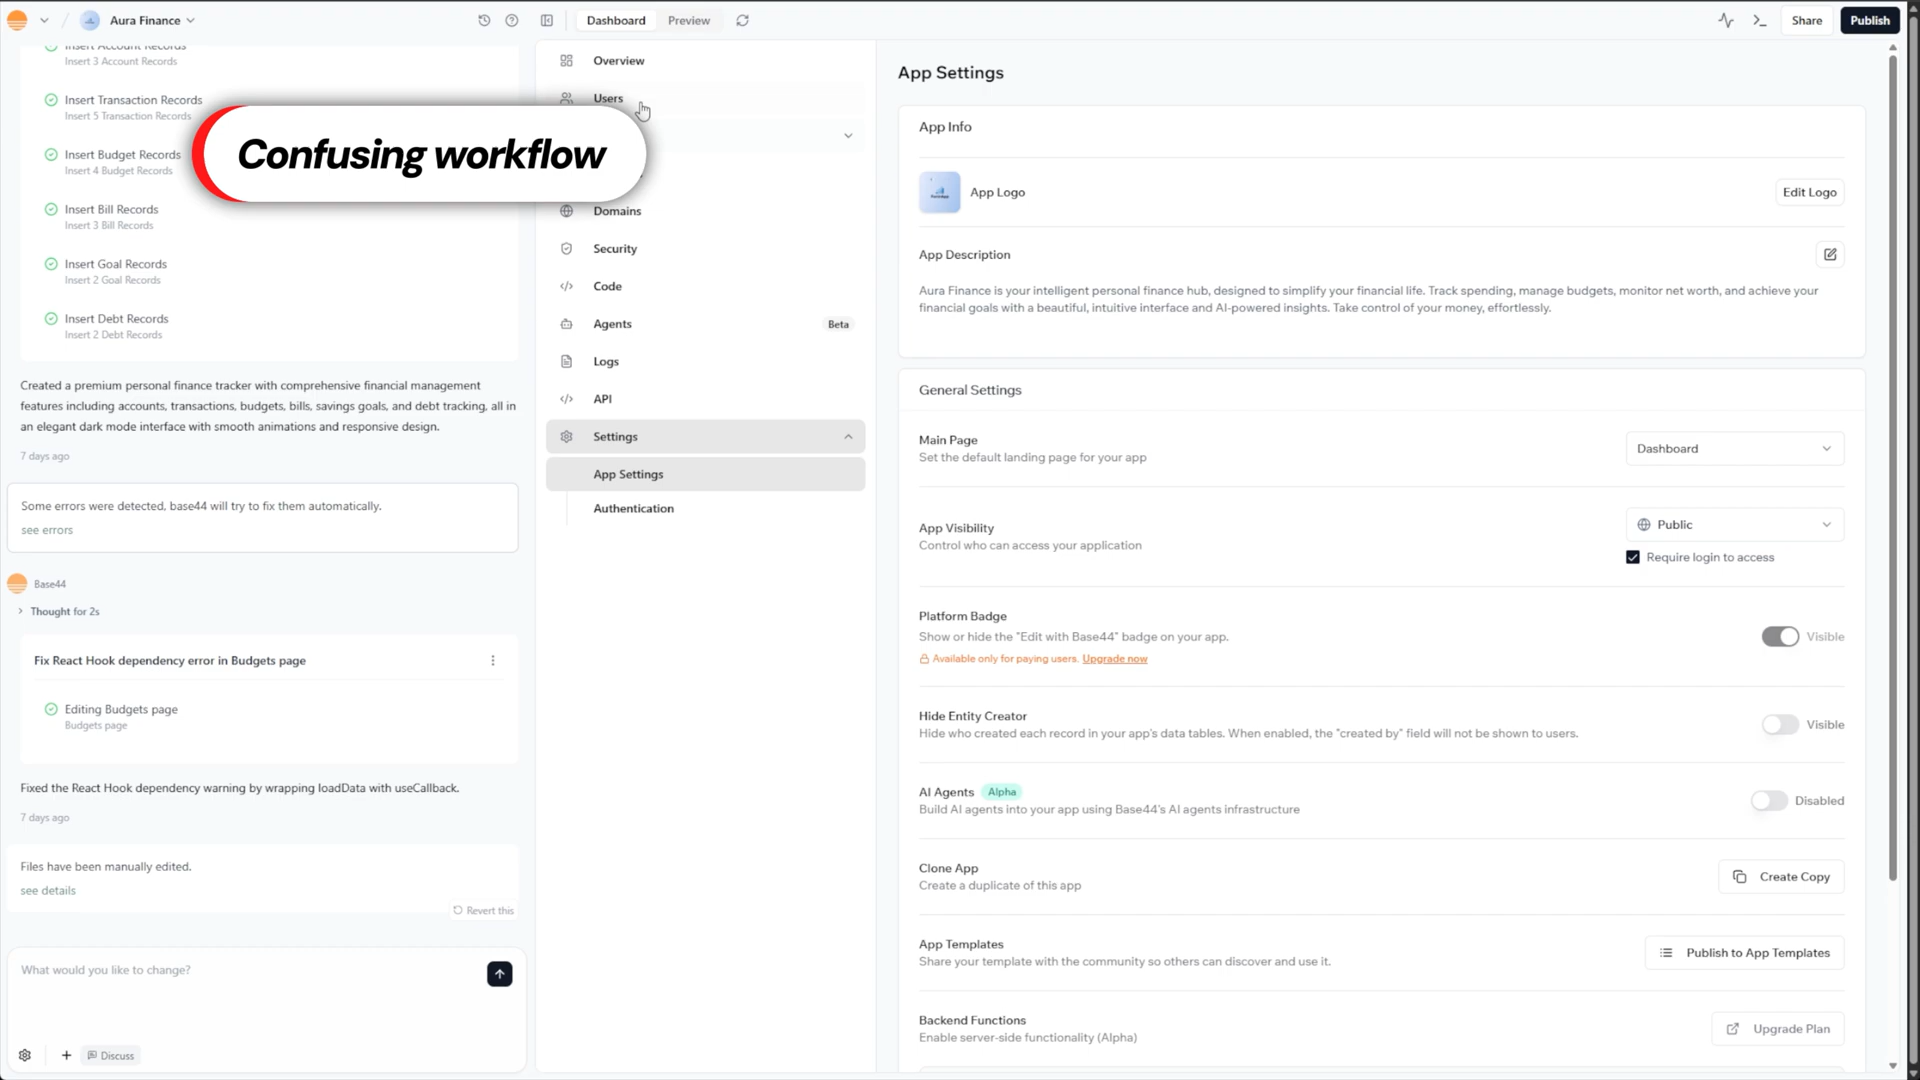 Aura Finance
Dashboard
Preview
Share
Publish
Insert Account Records
Insert 3 Account Records
Insert Transaction Records
Insert 5 Transaction Records
Insert Budget Records
Insert 4 Budget Records
Insert Bill Records
Insert 3 Bill Records
Insert Goal Records
Insert 2 Goal Records
Insert Debt Records
Insert 2 Debt Records
Created a premium personal finance tracker with comprehensive financial management
features including accounts, transactions, budgets, bills, savings goals, and debt tracking, all in
an elegant dark mode interface with smooth animations and responsive design.
7 days ago
Some errors were detected, base44 will try to fix them automatically.
see errors
Base44
Thought for 2s
Fix React Hook dependency error in Budgets page
Editing Budgets page
Budgets page
Fixed the React Hook dependency warning by wrapping loadData with useCallback.
7 days ago
Files have been manually edited.
see details
Revert this
What would you like to change?
Discuss
Confusing workflow
Overview
Users
Domains
Security
Code
Agents
Beta
Logs
API
Settings
App Settings
Authentication
App Settings
App Info
App Logo
Edit Logo
App Description
Aura Finance is your intelligent personal finance hub, designed to simplify your financial life. Track spending, manage budgets, monitor net worth, and achieve your
financial goals with a beautiful, intuitive interface and AI-powered insights. Take control of your money, effortlessly.
General Settings
Main Page
Set the default landing page for your app
Dashboard
App Visibility
Control who can access your application
Public
Require login to access
Platform Badge
Show or hide the "Edit with Base44" badge on your app.
Available only for paying users. Upgrade now
Visible
Hide Entity Creator
Hide who created each record in your app's data tables. When enabled, the "created by" field will not be shown to users.
Visible
AI Agents Alpha
Build AI agents into your app using Base44's AI agents infrastructure
Disabled
Clone App
Create a duplicate of this app
Create Copy
App Templates
Share your template with the community so others can discover and use it.
Publish to App Templates
Backend Functions
Enable server-side functionality (Alpha)
Upgrade Plan